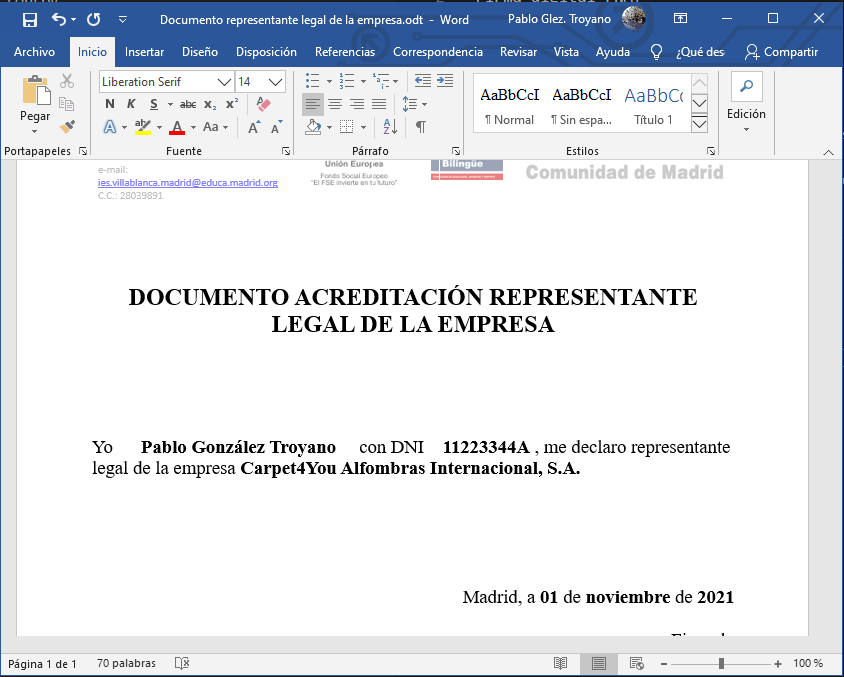 Documento representante legal de la empresa.odt - Word
Pablo Glez. Troyano
Archivo Inicio Insertar Diseño Disposición Referencias Correspondencia Revisar Vista Ayuda ¿Qué des Compartir
Pegar
Portapapeles
Liberation Serif 14
N K S abc x₂ x²
A ab A Aa A A
Fuente
Párrafo
AaBbCcI AaBbCcI AaBbCc
¶ Normal ¶ Sin espa... Título 1
Estilos
Edición
e-mail:
ies.villablanca.madrid@educa.madrid.org
C.C.: 28039891
Unión Europea
Fondo Social Europeo
"El FSE invierte en tu futuro"
Bilingüe
Comunidad de Madrid
DOCUMENTO ACREDITACIÓN REPRESENTANTE
LEGAL DE LA EMPRESA
Yo Pablo González Troyano con DNI 11223344A , me declaro representante
legal de la empresa Carpet4You Alfombras Internacional, S.A.
Madrid, a 01 de noviembre de 2021
Página 1 de 1 70 palabras 100 %